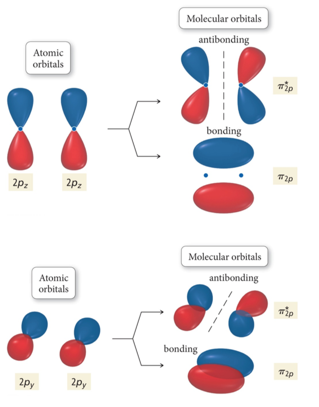 Molecular orbitals
antibonding
Atomic
orbitals
π*2p
bonding
2pz 2pz
π2p
Molecular orbitals
antibonding
Atomic
orbitals
π*2p
bonding
2py 2py
π2p